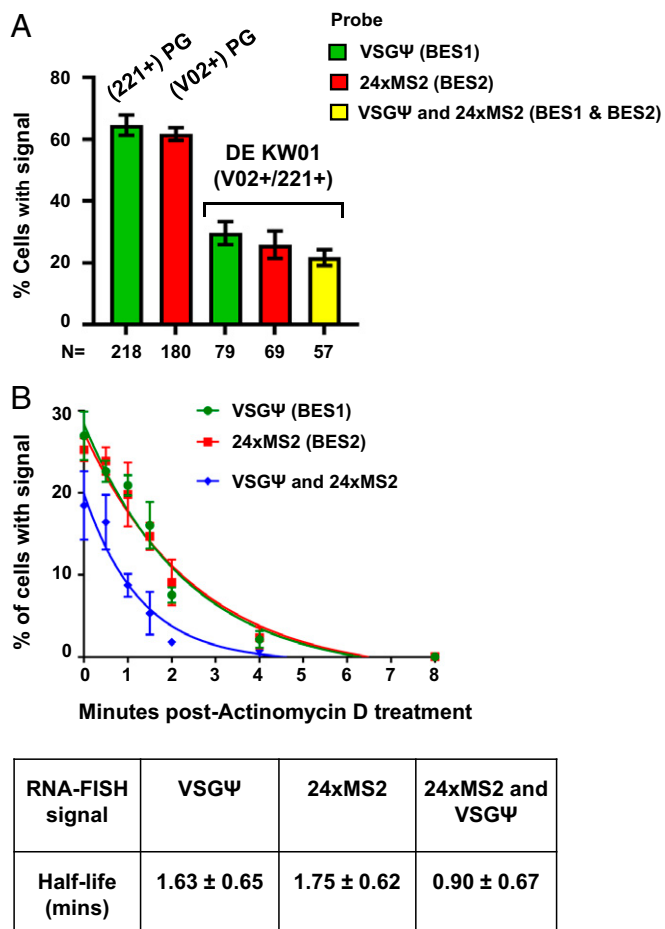 A
Probe
VSGΨ (BES1)
24xMS2 (BES2)
VSGΨ and 24xMS2 (BES1 & BES2)
(221+) PG
(V02+) PG
DE KW01
(V02+/221+)
% Cells with signal
80
60
40
20
0
N= 218 180 79 69 57
B
VSGΨ (BES1)
24xMS2 (BES2)
VSGΨ and 24xMS2
% of cells with signal
30
20
10
0
0 1 2 3 4 5 6 7 8
Minutes post-Actinomycin D treatment
RNA-FISH signal VSGΨ 24xMS2 24xMS2 and VSGΨ
Half-life (mins) 1.63 ± 0.65 1.75 ± 0.62 0.90 ± 0.67